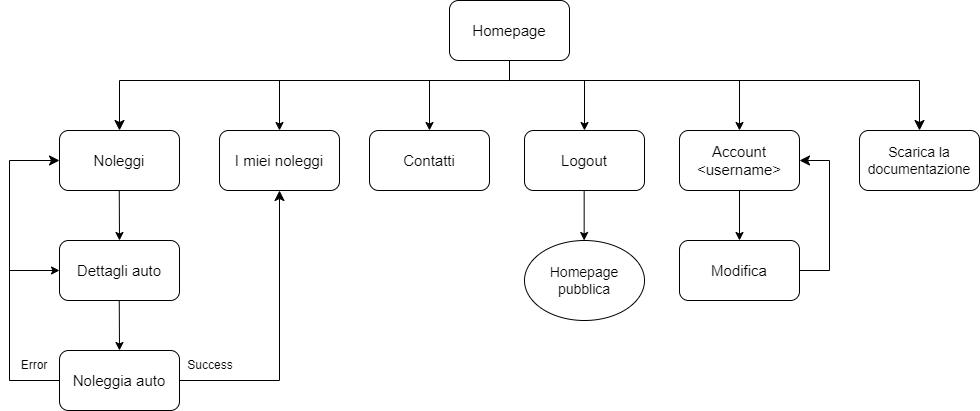 Homepage
Noleggi
I miei noleggi
Contatti
Logout
Account
<username>
Scarica la
documentazione
Dettagli auto
Homepage
pubblica
Modifica
Error
Success
Noleggia auto